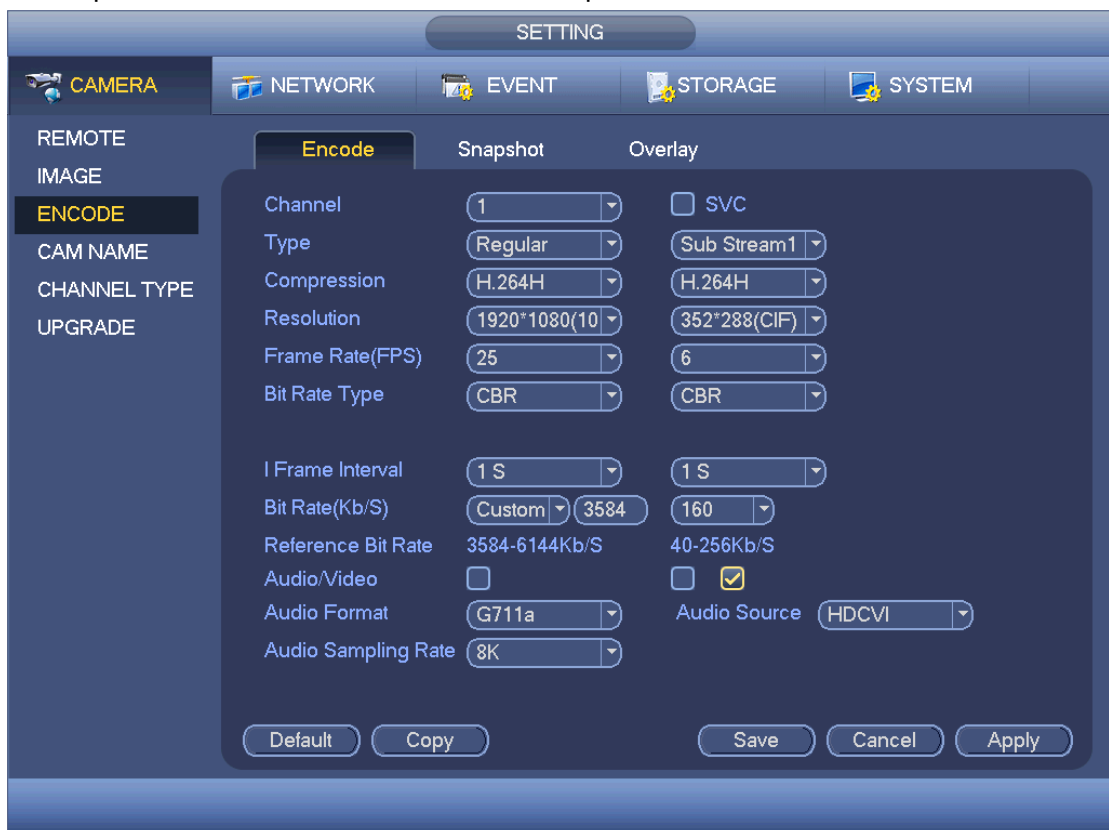 SETTING
CAMERA NETWORK EVENT STORAGE SYSTEM
REMOTE
IMAGE
ENCODE
CAM NAME
CHANNEL TYPE
UPGRADE
Encode Snapshot Overlay
Channel 1 SVC
Type Regular Sub Stream1
Compression H.264H H.264H
Resolution 1920*1080(10 352*288(CIF)
Frame Rate(FPS) 25 6
Bit Rate Type CBR CBR
I Frame Interval 1 S 1 S
Bit Rate(Kb/S) Custom 3584 160
Reference Bit Rate 3584-6144Kb/S 40-256Kb/S
Audio/Video
Audio Format G711a Audio Source HDCVI
Audio Sampling Rate 8K
Default Copy Save Cancel Apply